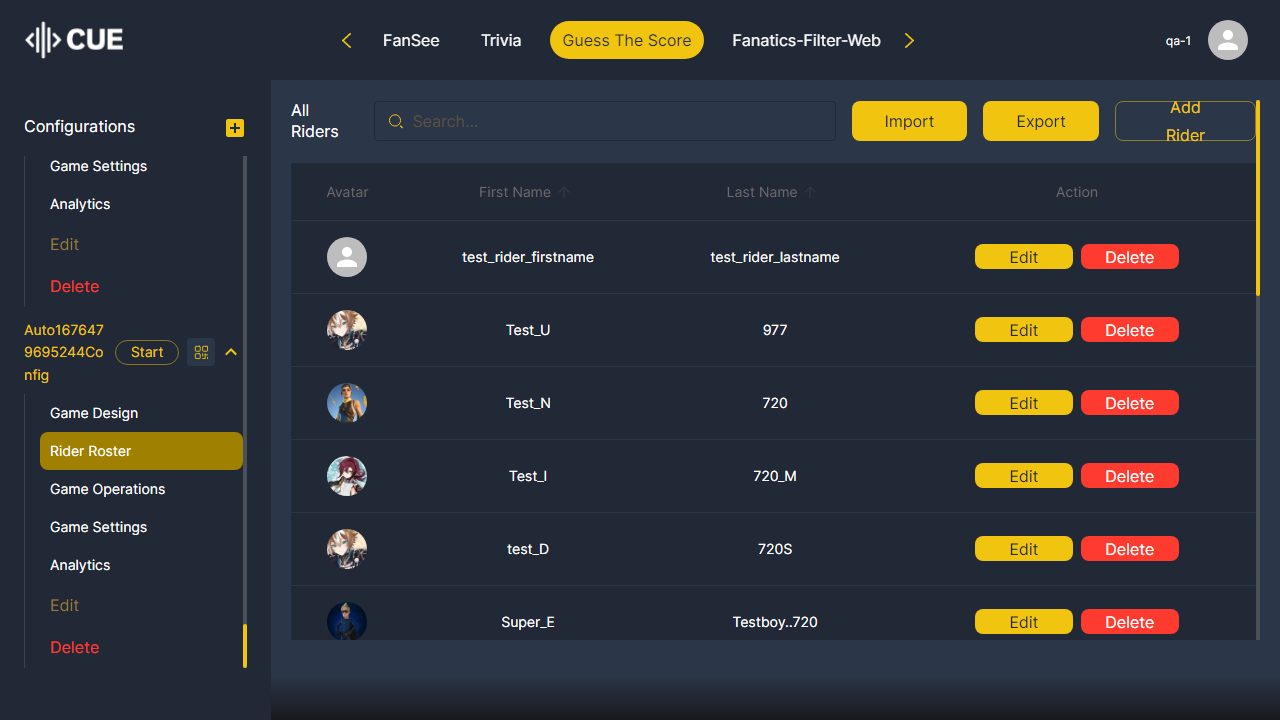 CUE
FanSee
Trivia
Guess The Score
Fanatics-Filter-Web
qa-1
Configurations
Game Settings
Analytics
Edit
Delete
Auto167647
9695244Co
nfig
Start
Game Design
Rider Roster
Game Operations
Game Settings
Analytics
Edit
Delete
All
Riders
Search...
Import
Export
Add
Rider
Avatar First Name Last Name Action
test_rider_firstname test_rider_lastname Edit Delete
Test_U 977 Edit Delete
Test_N 720 Edit Delete
Test_I 720_M Edit Delete
test_D 720S Edit Delete
Super_E Testboy..720 Edit Delete